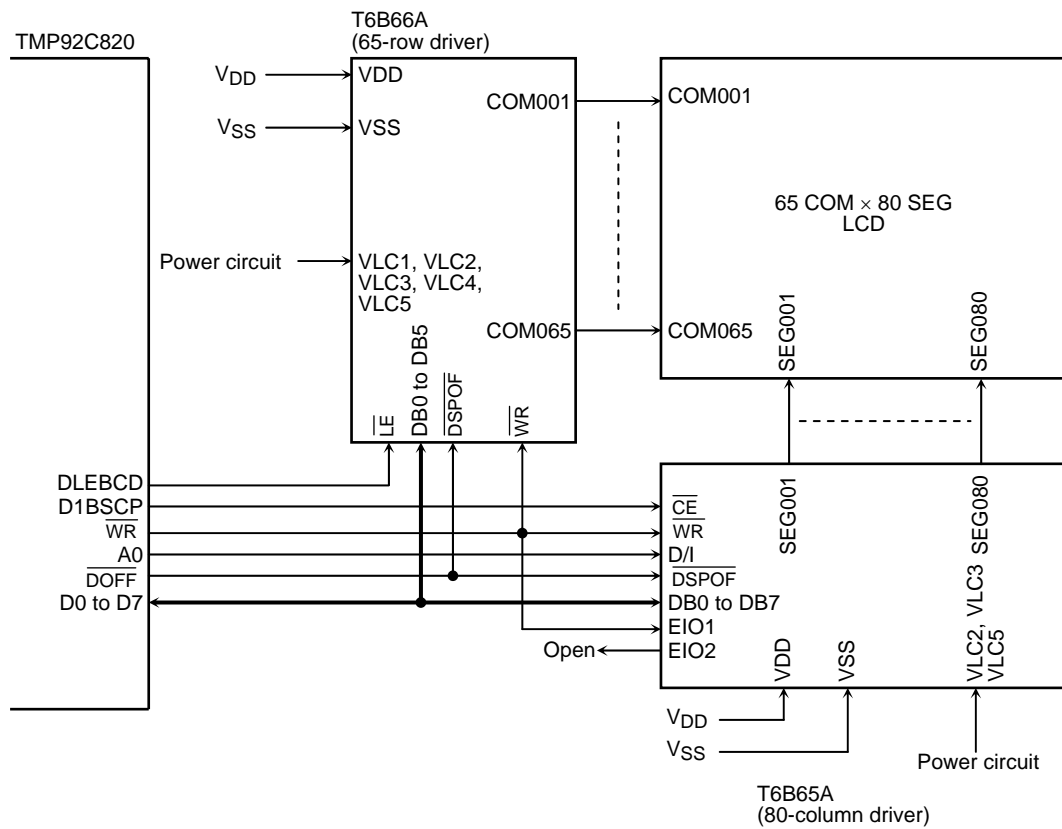 TMP92C820
T6B66A
(65-row driver)
VDD
VDD
VSS
VSS
COM001
COM001
65 COM × 80 SEG
LCD
Power circuit
VLC1, VLC2,
VLC3, VLC4,
VLC5
COM065
COM065
SEG001
SEG080
LE
DB0 to DB5
DSPOF
WR
DLEBCD
D1BSCP
WR
A0
DOFF
D0 to D7
CE
WR
D/I
DSPOF
DB0 to DB7
EIO1
EIO2
Open
SEG001
SEG080
VDD
VSS
VLC2, VLC3
VLC5
VDD
VSS
Power circuit
T6B65A
(80-column driver)